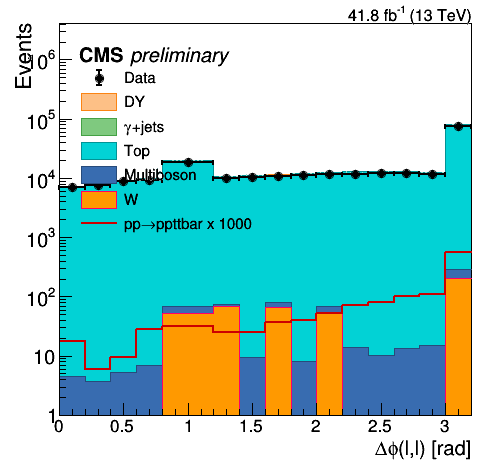 41.8 fb⁻¹ (13 TeV)
Events
CMS preliminary
Data
DY
γ+jets
Top
Multiboson
W
pp→ppttbar x 1000
10⁶
10⁵
10⁴
10³
10²
10
1
0 0.5 1 1.5 2 2.5 3
Δϕ(l,l) [rad]